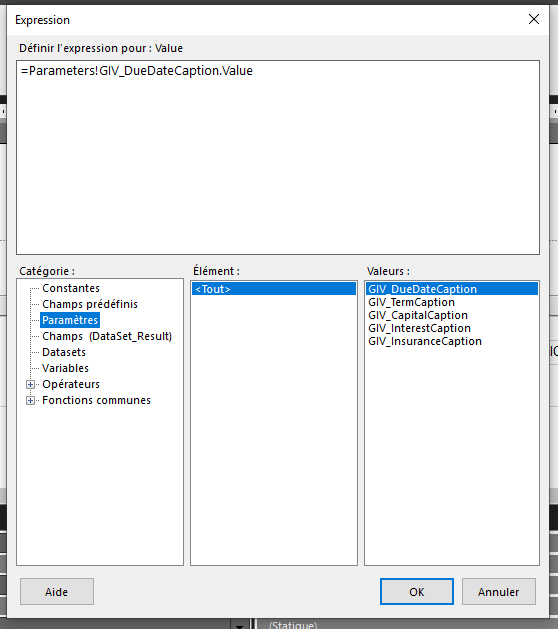 Expression
Définir l'expression pour : Value
=Parameters!GIV_DueDateCaption.Value
Catégorie :
Élément :
Valeurs :
Constantes
Champs prédéfinis
Paramètres
Champs (DataSet_Result)
Datasets
Variables
Opérateurs
Fonctions communes
<Tout>
GIV_DueDateCaption
GIV_TermCaption
GIV_CapitalCaption
GIV_InterestCaption
GIV_InsuranceCaption
Aide
OK
Annuler
(Statique)